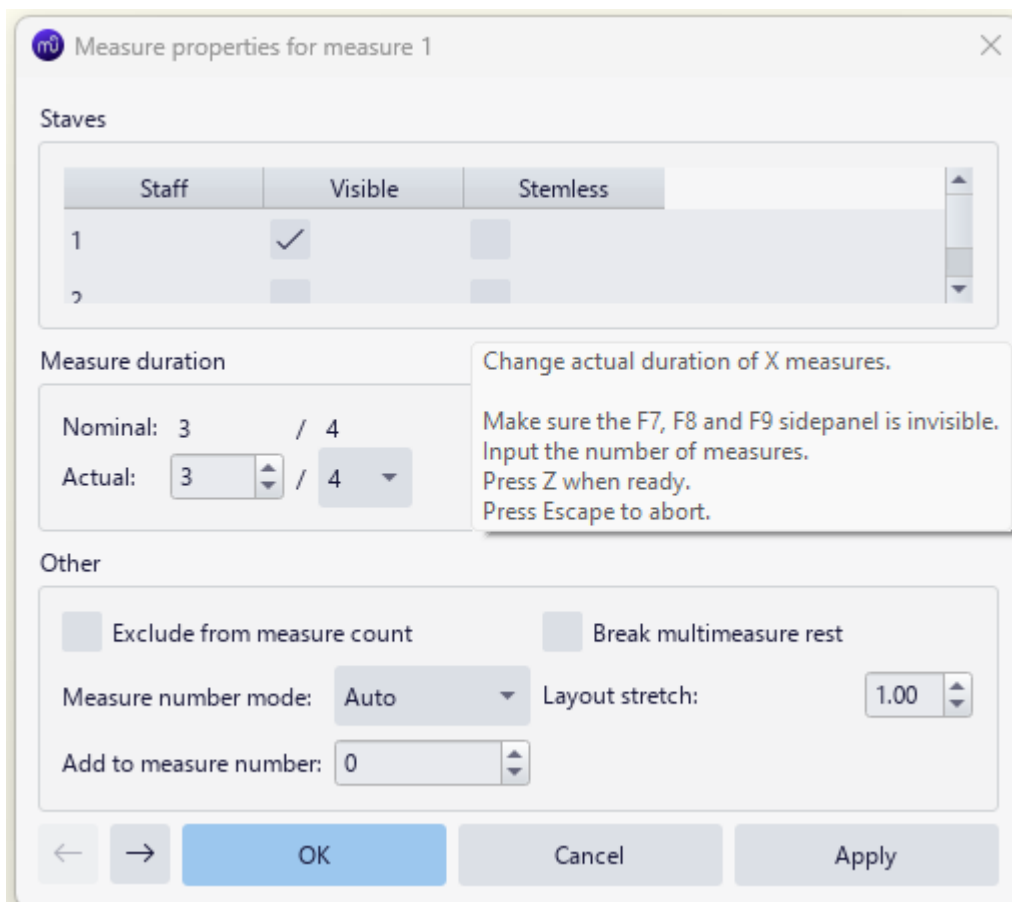 Measure properties for measure 1
Staves
Staff Visible Stemless
1
2
Measure duration
Nominal: 3 / 4
Actual: 3 / 4
Change actual duration of X measures.
Make sure the F7, F8 and F9 sidepanel is invisible.
Input the number of measures.
Press Z when ready.
Press Escape to abort.
Other
Exclude from measure count Break multimeasure rest
Measure number mode: Auto Layout stretch: 1.00
Add to measure number: 0
← → OK Cancel Apply